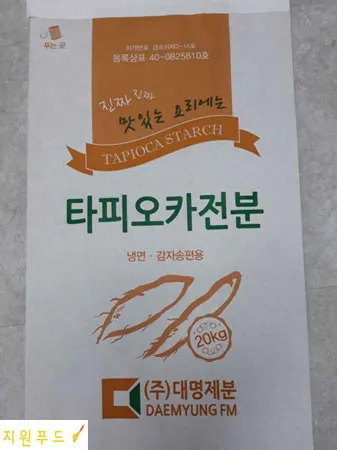 푸는 곳
등록상표 40-0825810호
진짜 진짜
맛있는 요리에는
TAPIOCA STARCH
타피오카전분
냉면·감자송편용
20kg
(주)대명제분
DAEMYUNG FM
지원푸드